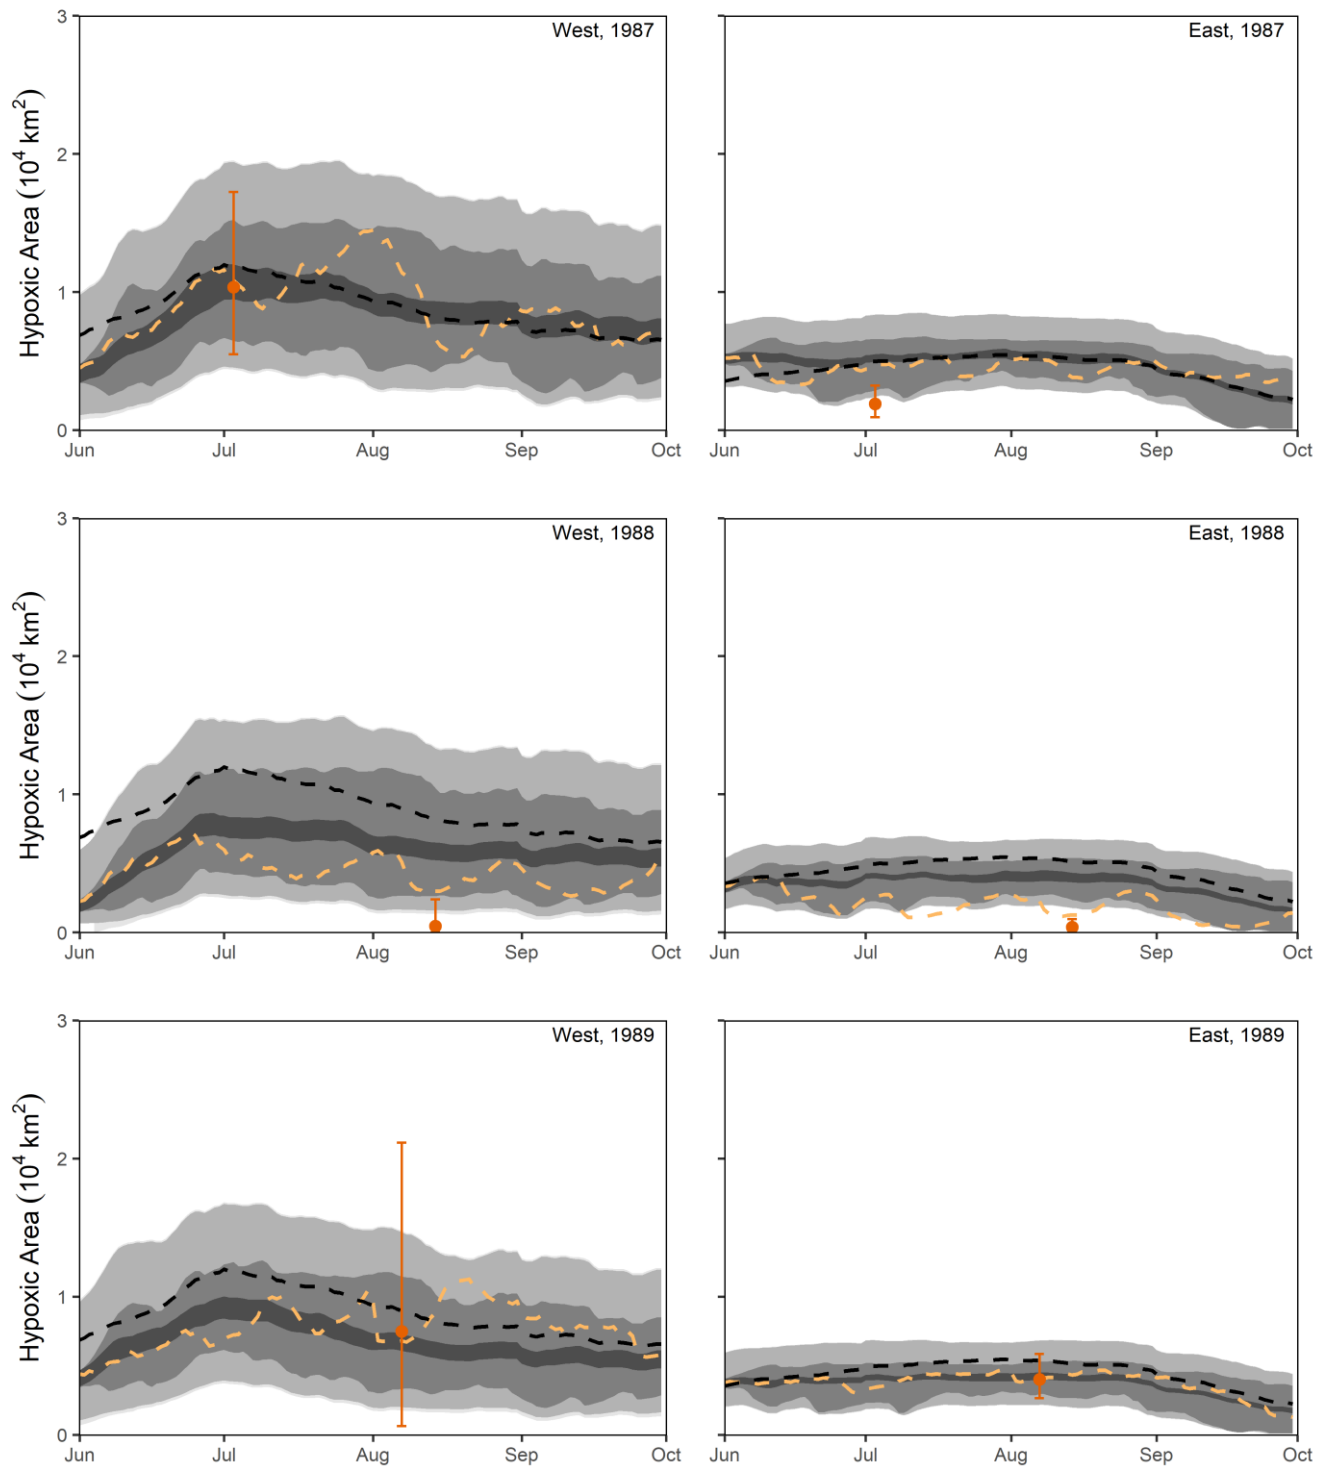 West, 1987
East, 1987
Hypoxic Area (10⁴ km²)
3
2
1
0
Jun Jul Aug Sep Oct
Jun Jul Aug Sep Oct
West, 1988
East, 1988
Hypoxic Area (10⁴ km²)
3
2
1
0
Jun Jul Aug Sep Oct
Jun Jul Aug Sep Oct
West, 1989
East, 1989
Hypoxic Area (10⁴ km²)
3
2
1
0
Jun Jul Aug Sep Oct
Jun Jul Aug Sep Oct